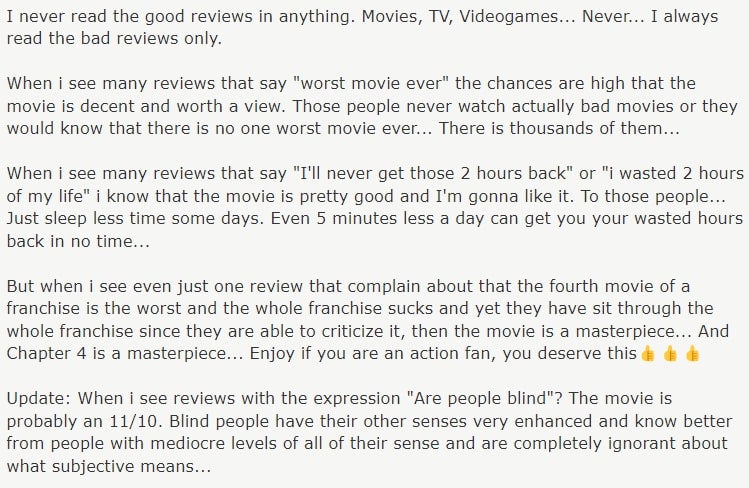 I never read the good reviews in anything. Movies, TV, Videogames... Never... I always
read the bad reviews only.
When i see many reviews that say "worst movie ever" the chances are high that the
movie is decent and worth a view. Those people never watch actually bad movies or they
would know that there is no one worst movie ever... There is thousands of them...
When i see many reviews that say "I'll never get those 2 hours back" or "i wasted 2 hours
of my life" i know that the movie is pretty good and I'm gonna like it. To those people...
Just sleep less time some days. Even 5 minutes less a day can get you your wasted hours
back in no time...
But when i see even just one review that complain about that the fourth movie of a
franchise is the worst and the whole franchise sucks and yet they have sit through the
whole franchise since they are able to criticize it, then the movie is a masterpiece... And
Chapter 4 is a masterpiece... Enjoy if you are an action fan, you deserve this👍 👍 👍
Update: When i see reviews with the expression "Are people blind"? The movie is
probably an 11/10. Blind people have their other senses very enhanced and know better
from people with mediocre levels of all of their sense and are completely ignorant about
what subjective means...